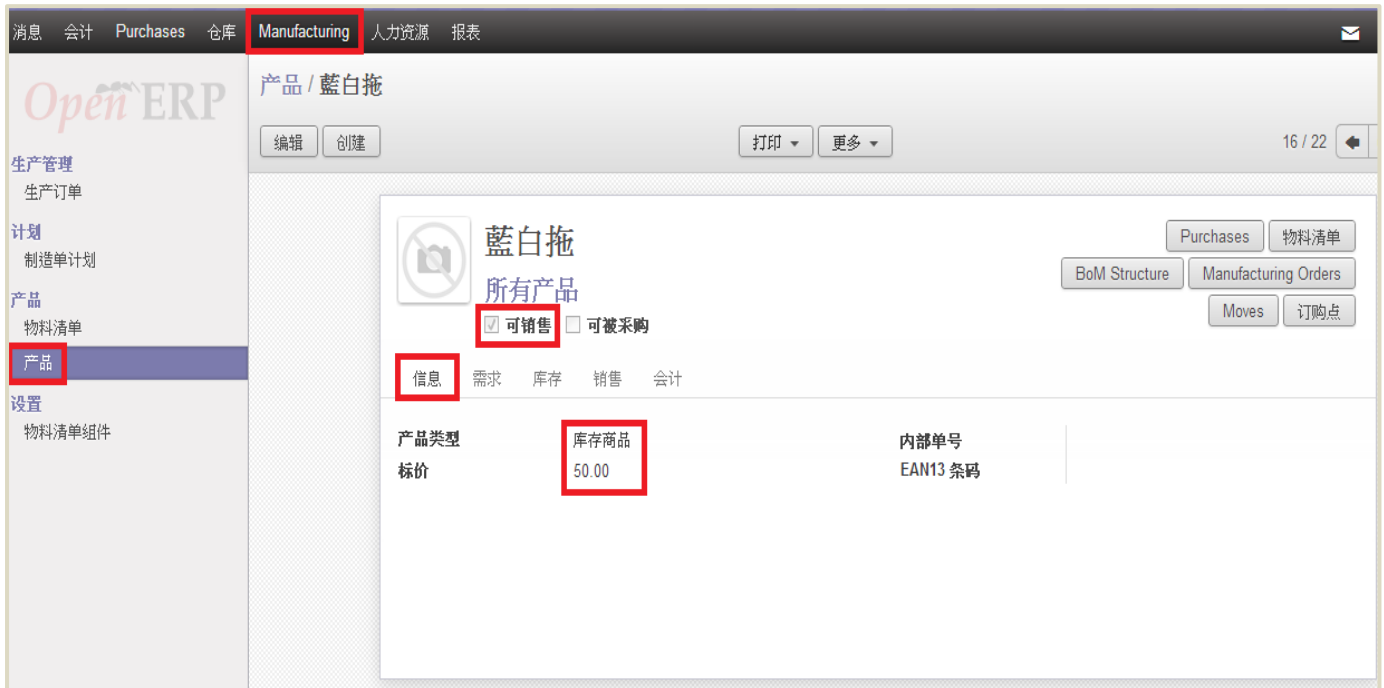 消息 会计 Purchases 仓库 Manufacturing 人力资源 报表
OpenERP
产品 / 藍白拖
编辑 创建 打印 更多 16 / 22
生产管理
生产订单
计划
制造单计划
产品
物料清单
产品
设置
物料清单组件
藍白拖
所有产品
可销售 可被采购
Purchases 物料清单
BoM Structure Manufacturing Orders
Moves 订购点
信息 需求 库存 销售 会计
产品类型 库存商品 内部单号
标价 50.00 EAN13 条码